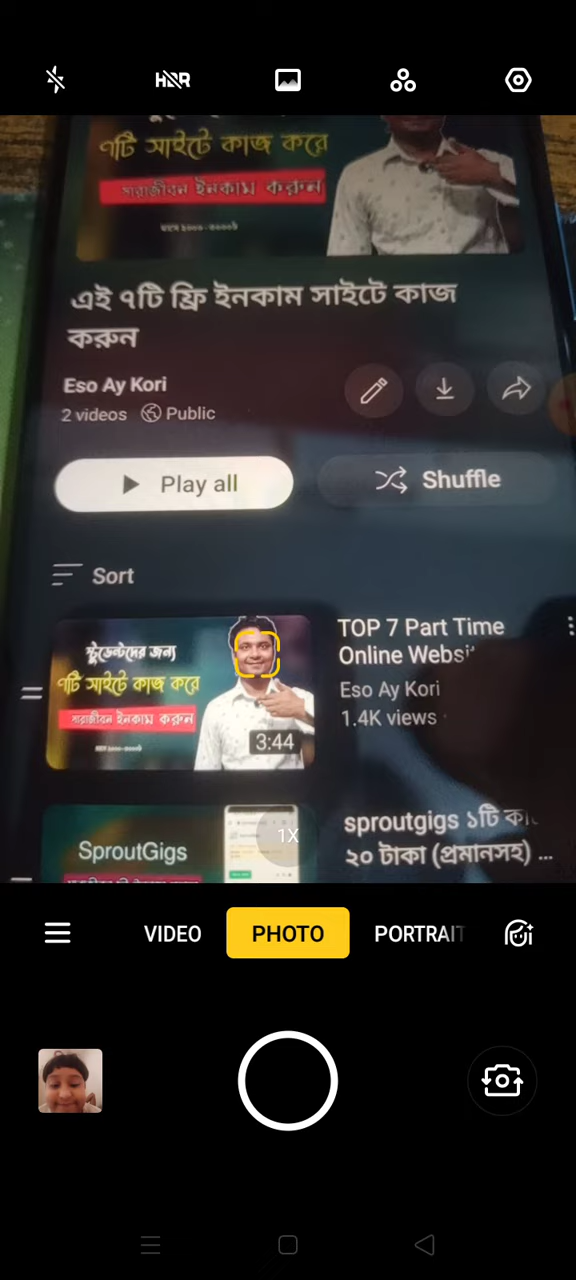 HDR
৭টি সাইটে কাজ করে
সারাজীবন ইনকাম করুন
এই ৭টি ফ্রি ইনকাম সাইটে কাজ
করুন
Eso Ay Kori
2 videos Public
Play all
Shuffle
Sort
স্টুডেন্টদের জন্য
৭টি সাইটে কাজ করে
সারাজীবন ইনকাম করুন
3:44
TOP 7 Part Time
Online Websi
Eso Ay Kori
1.4K views
SproutGigs
1X
sproutgigs ১টি
২০ টাকা (প্রমানসহ) ...
VIDEO
PHOTO
PORTRAIT